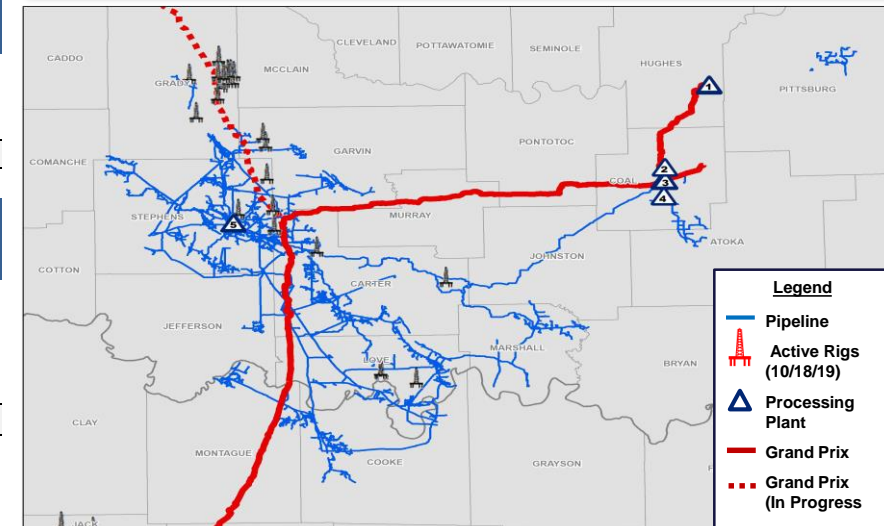 CLEVELAND
POTTAWATOMIE
SEMINOLE
HUGHES
CADDO
MCCLAIN
GRADY
PITTSBURG
1
PONTOTOC
GARVIN
COMANCHE
2
COAL
3
4
STEPHENS
MURRAY
5
ATOKA
JOHNSTON
COTTON
CARTER
JEFFERSON
MARSHALL
LOVE
BRYAN
CLAY
MONTAGUE
COOKE
GRAYSON
JACK
Legend
Pipeline
Active Rigs
(10/18/19)
Processing
Plant
Grand Prix
Grand Prix
(In Progress